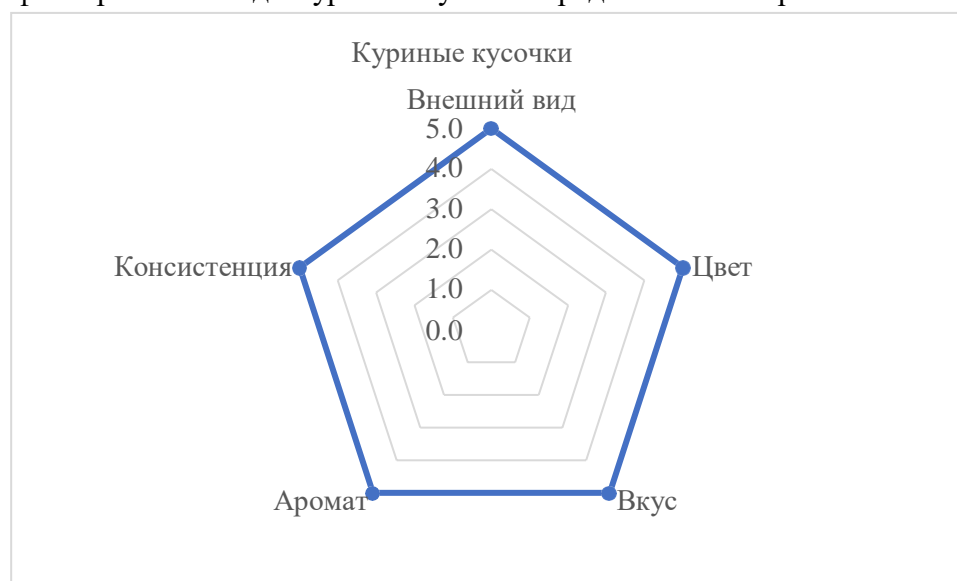 Куриные кусочки
Внешний вид
5.0
4.0
3.0
2.0
1.0
0.0
Цвет
Вкус
Аромат
Консистенция